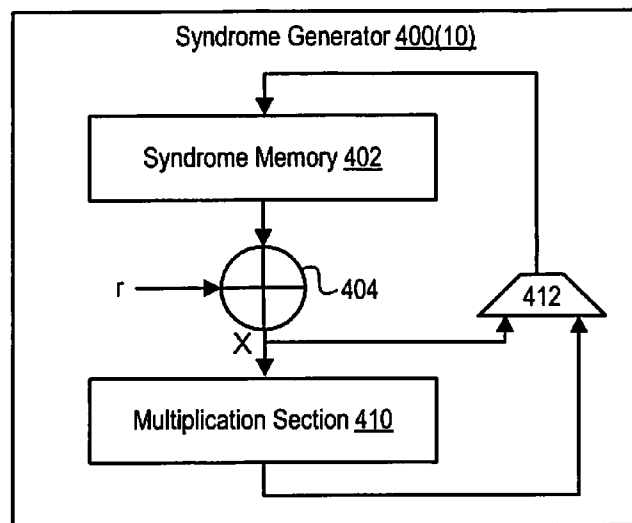 Syndrome Generator 400(10)
Syndrome Memory 402
r
404
412
X
Multiplication Section 410